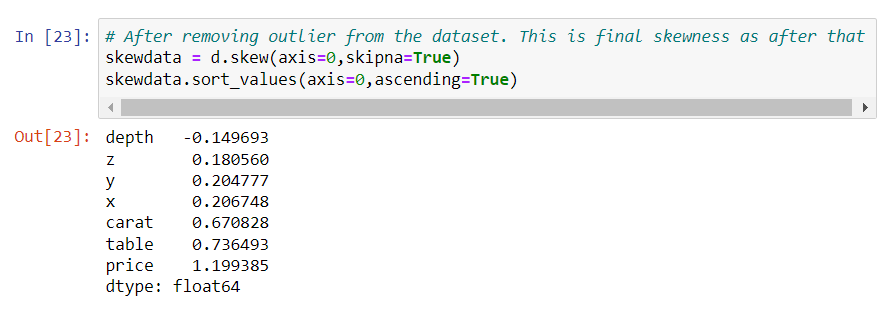 In [23]: # After removing outlier from the dataset. This is final skewness as after that
skewdata = d.skew(axis=0,skipna=True)
skewdata.sort_values(axis=0,ascending=True)
Out[23]: depth -0.149693
z 0.180560
y 0.204777
x 0.206748
carat 0.670828
table 0.736493
price 1.199385
dtype: float64